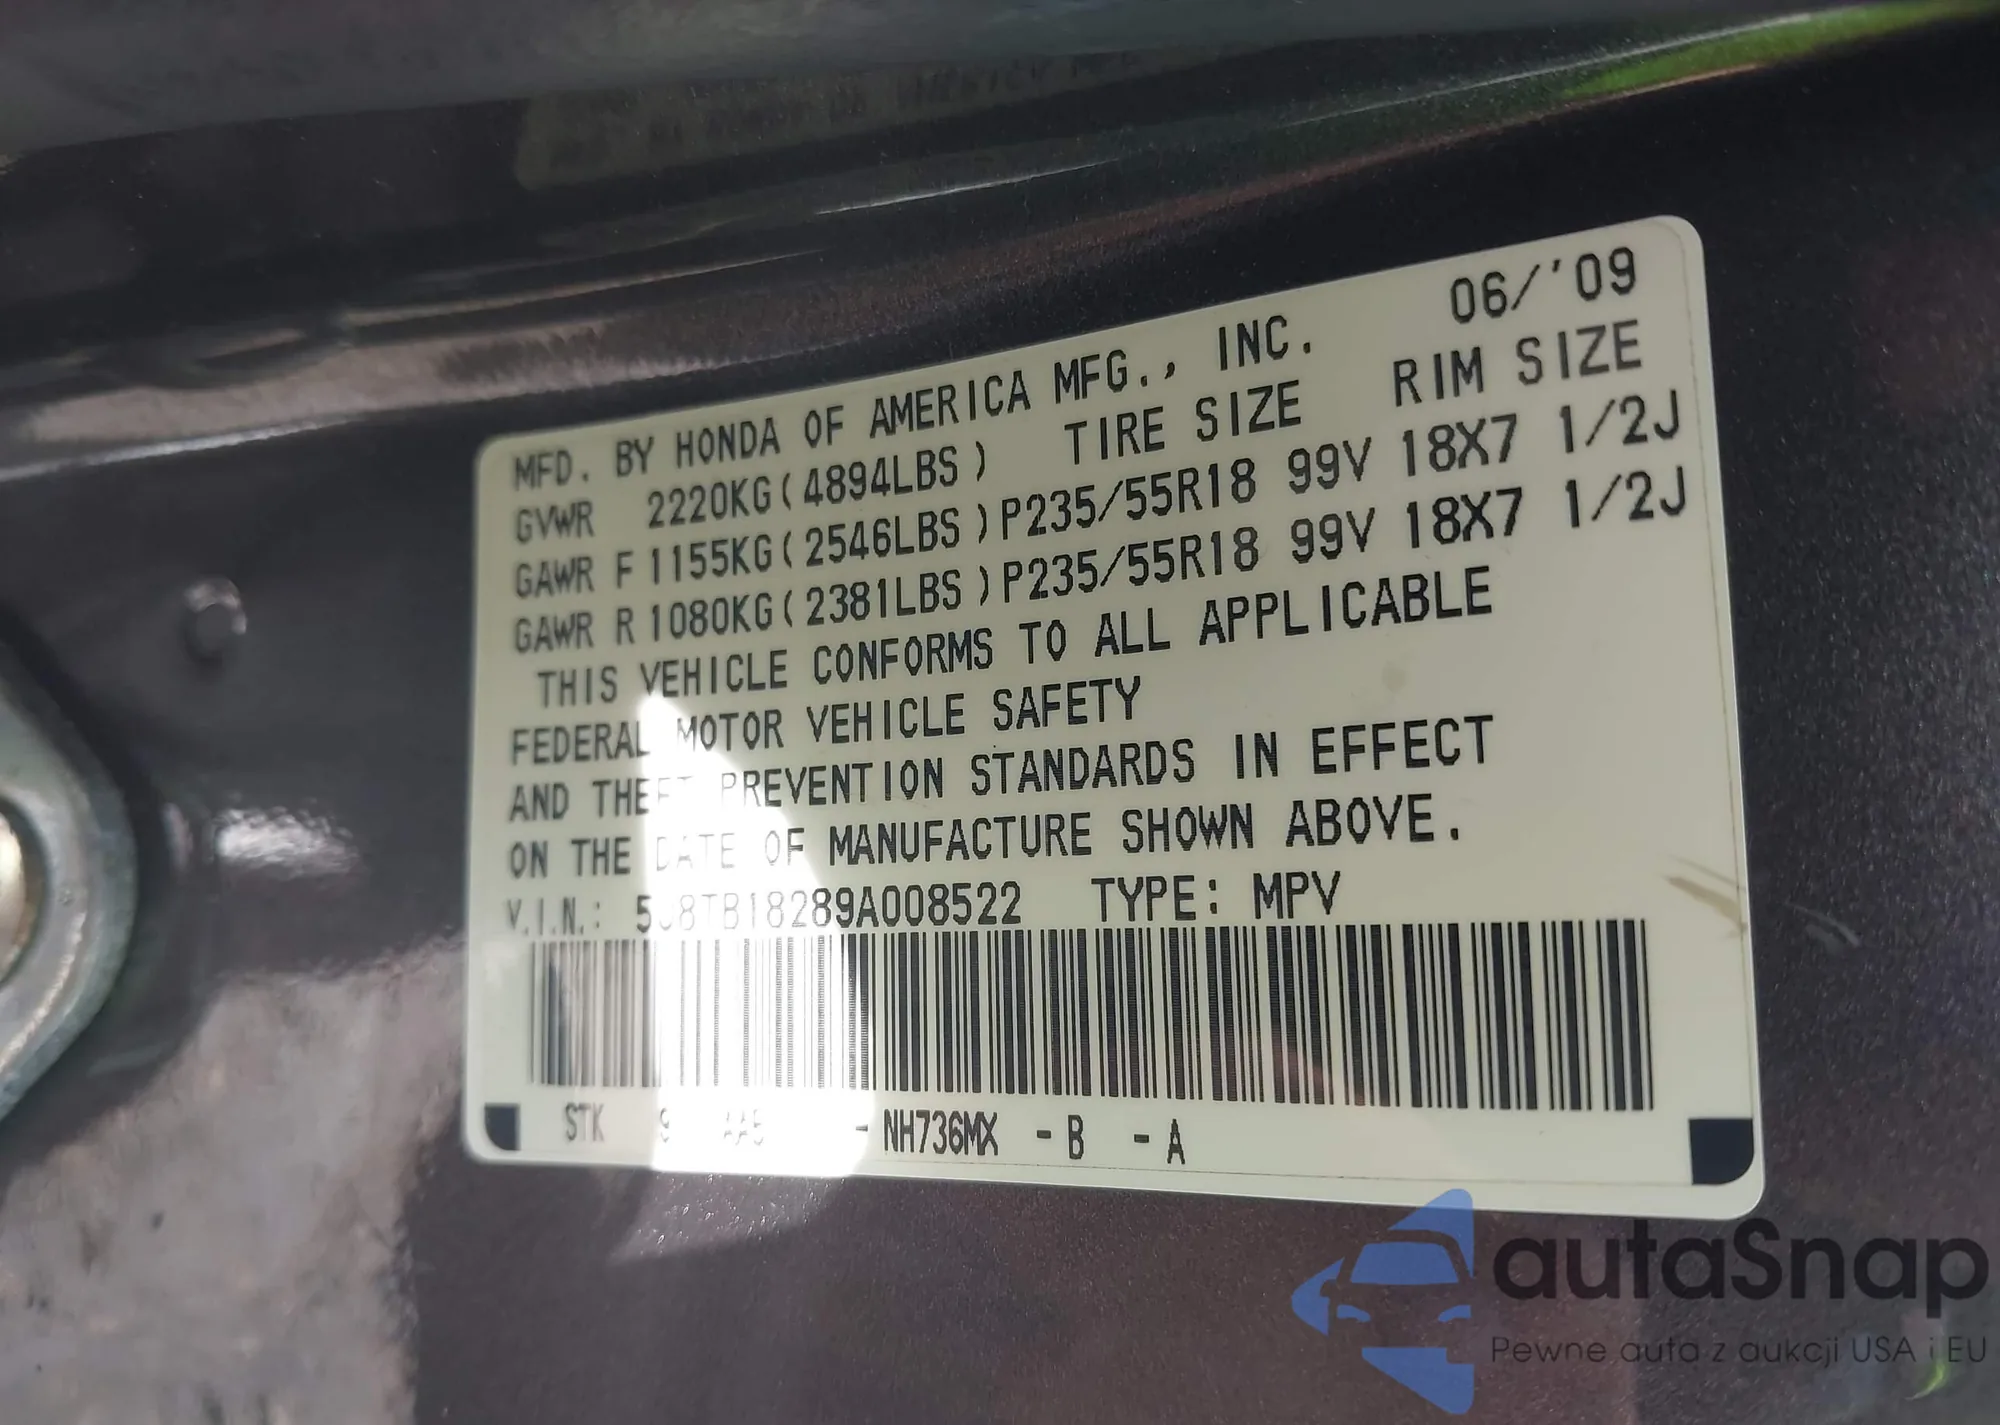 06/'09
MFD. BY HONDA OF AMERICA MFG., INC.
GVWR 2220KG(4894LBS) TIRE SIZE RIM SIZE
GAWR F 1155KG(2546LBS)P235/55R18 99V 18X7 1/2J
GAWR R 1080KG(2381LBS)P235/55R18 99V 18X7 1/2J
THIS VEHICLE CONFORMS TO ALL APPLICABLE
FEDERAL MOTOR VEHICLE SAFETY
AND THEFT PREVENTION STANDARDS IN EFFECT
ON THE DATE OF MANUFACTURE SHOWN ABOVE.
V.I.N.: 5J8TB18289A008522 TYPE: MPV
STK - NH736MX - B - A
autaSnap
Pewne auta z aukcji USA i EU